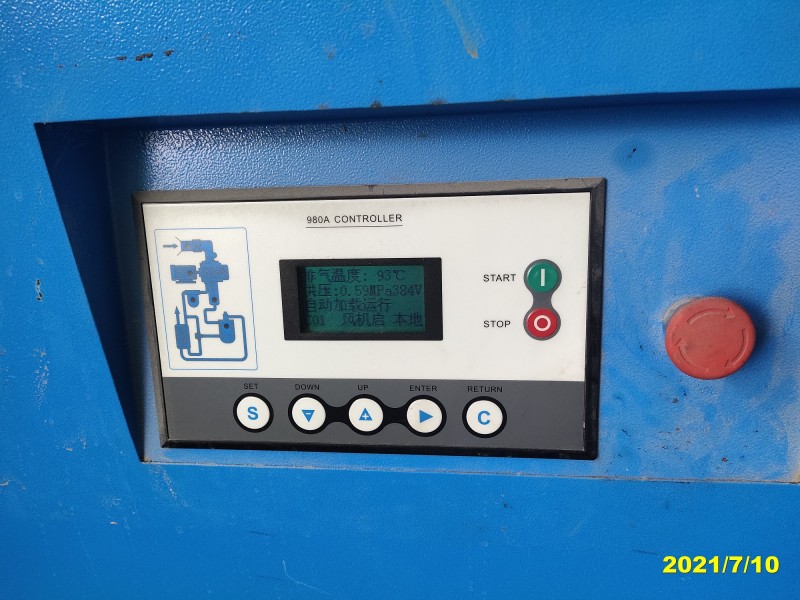 980A CONTROLLER
排气温度: 93℃
供压:0.59MPa384V
自动加载运行
风机启 本地
START
STOP
SET DOWN UP ENTER RETURN
S C
2021/7/10